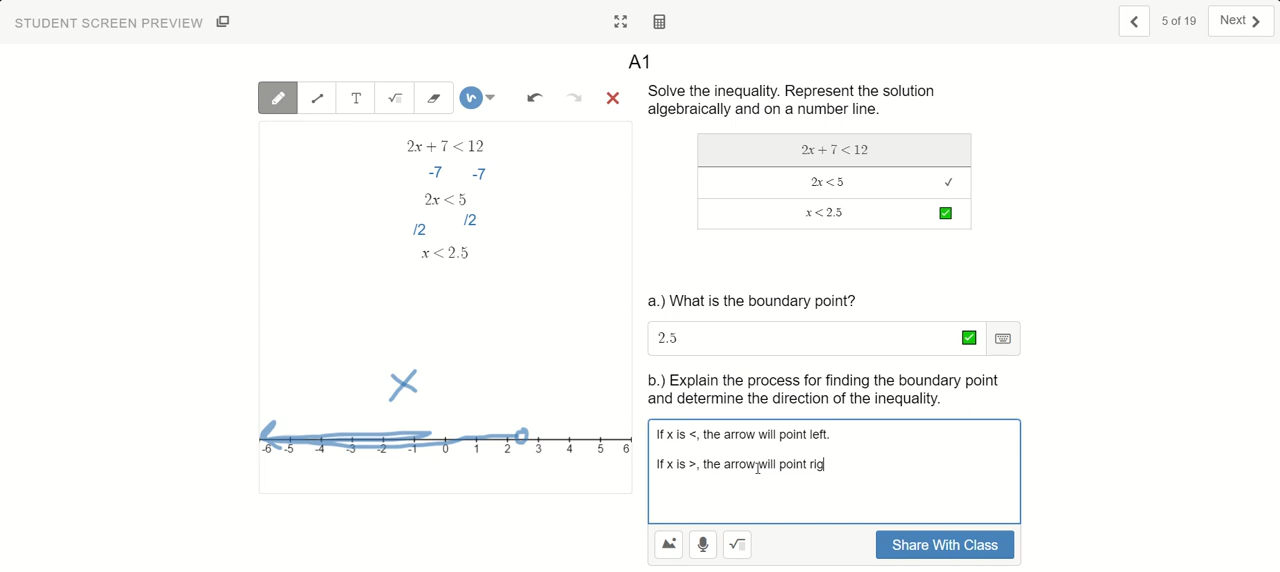 STUDENT SCREEN PREVIEW
5 of 19
Next
A1
T
√
2x + 7 < 12
-7 -7
2x < 5
/2 /2
x < 2.5
X
-6 -5 -4 -3 -2 -1 0 1 2 3 4 5 6
Solve the inequality. Represent the solution
algebraically and on a number line.
2x + 7 < 12
2x < 5 ✓
x < 2.5 ✓
a.) What is the boundary point?
2.5 ✓
b.) Explain the process for finding the boundary point
and determine the direction of the inequality.
If x is <, the arrow will point left.
If x is >, the arrow will point rig
√
Share With Class